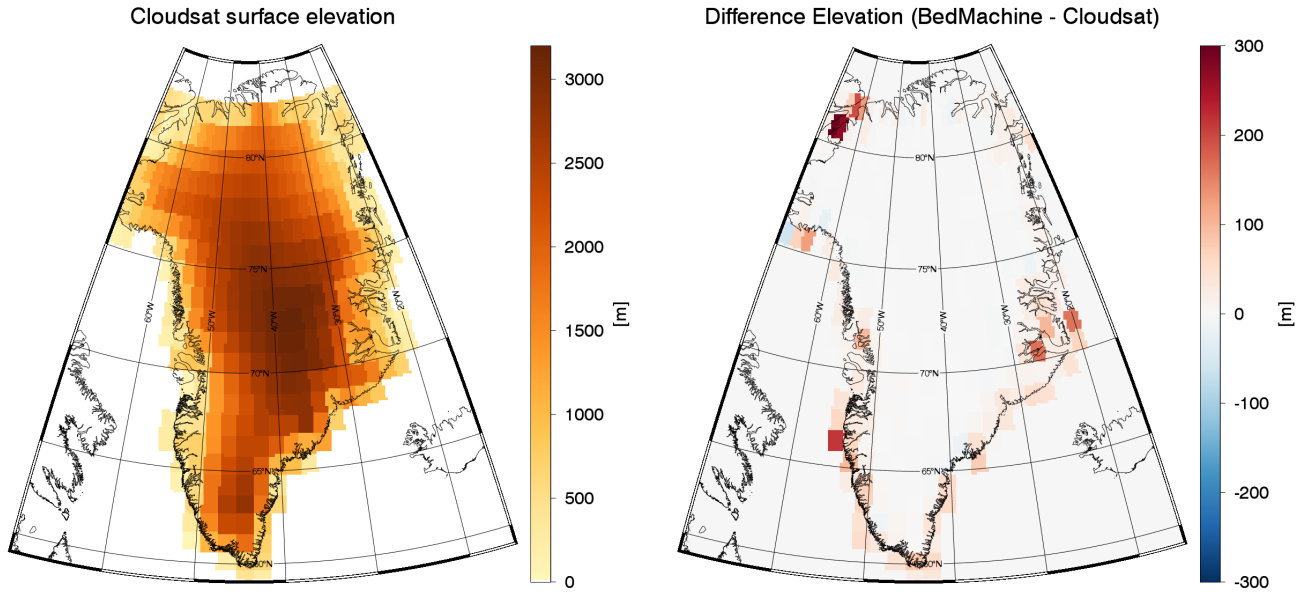 Cloudsat surface elevation
Difference Elevation (BedMachine - Cloudsat)
3000
2500
2000
1500
1000
500
0
[m]
80°N
75°N
70°N
65°N
60°N
60°W
50°W
40°W
30°W
20°W
300
200
100
0
-100
-200
-300
[m]
80°N
75°N
70°N
65°N
60°N
60°W
50°W
40°W
30°W
20°W